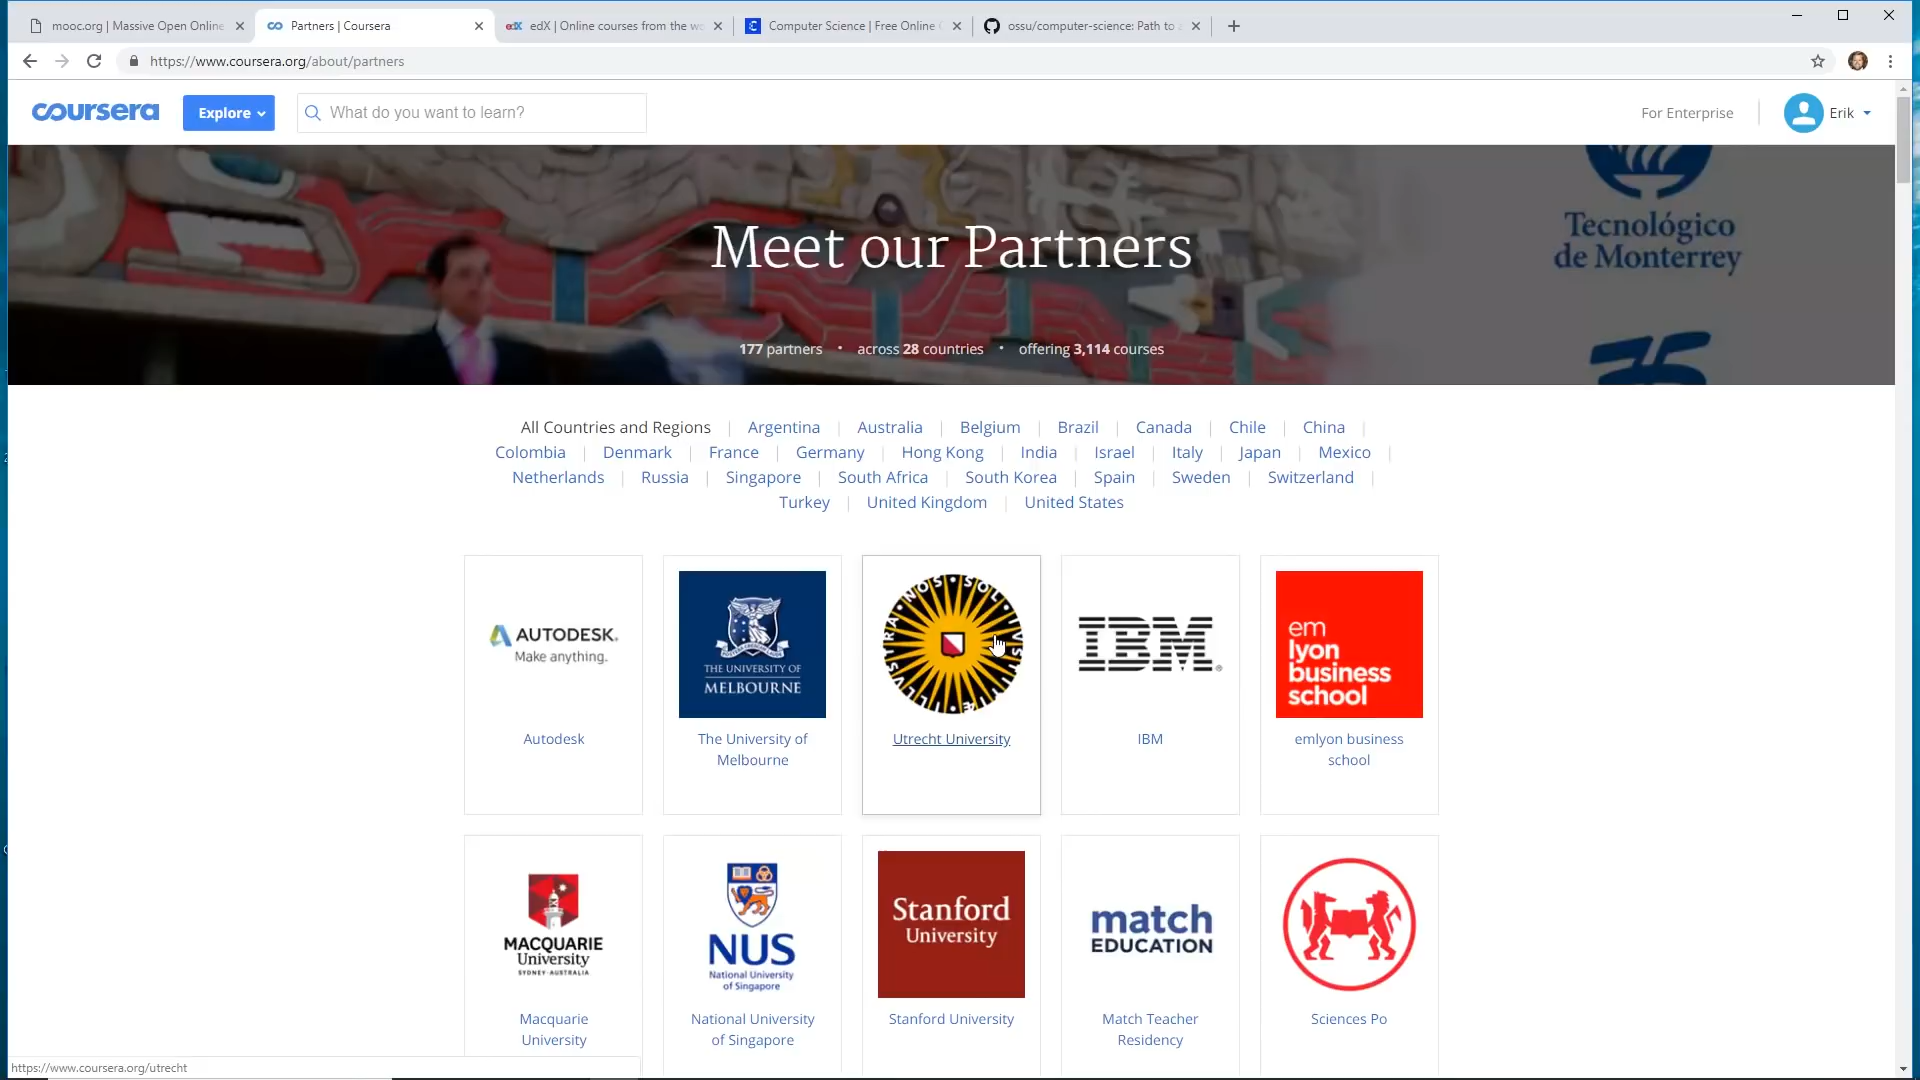 mooc.org | Massive Open Online
Partners | Coursera
edX | Online courses from the wo
Computer Science | Free Online
ossu/computer-science: Path to a
https://www.coursera.org/about/partners
coursera
Explore
What do you want to learn?
For Enterprise
Erik
Tecnológico
de Monterrey
Meet our Partners
177 partners • across 28 countries • offering 3,114 courses
All Countries and Regions | Argentina | Australia | Belgium | Brazil | Canada | Chile | China |
Colombia | Denmark | France | Germany | Hong Kong | India | Israel | Italy | Japan | Mexico |
Netherlands | Russia | Singapore | South Africa | South Korea | Spain | Sweden | Switzerland |
Turkey | United Kingdom | United States
AUTODESK.
Make anything.
Autodesk
THE UNIVERSITY OF
MELBOURNE
The University of
Melbourne
Utrecht University
IBM
IBM
em
lyon
business
school
emlyon business
school
MACQUARIE
University
SYDNEY·AUSTRALIA
Macquarie
University
NUS
National University
of Singapore
National University
of Singapore
Stanford
University
Stanford University
match
EDUCATION
Match Teacher
Residency
Sciences Po
https://www.coursera.org/utrecht